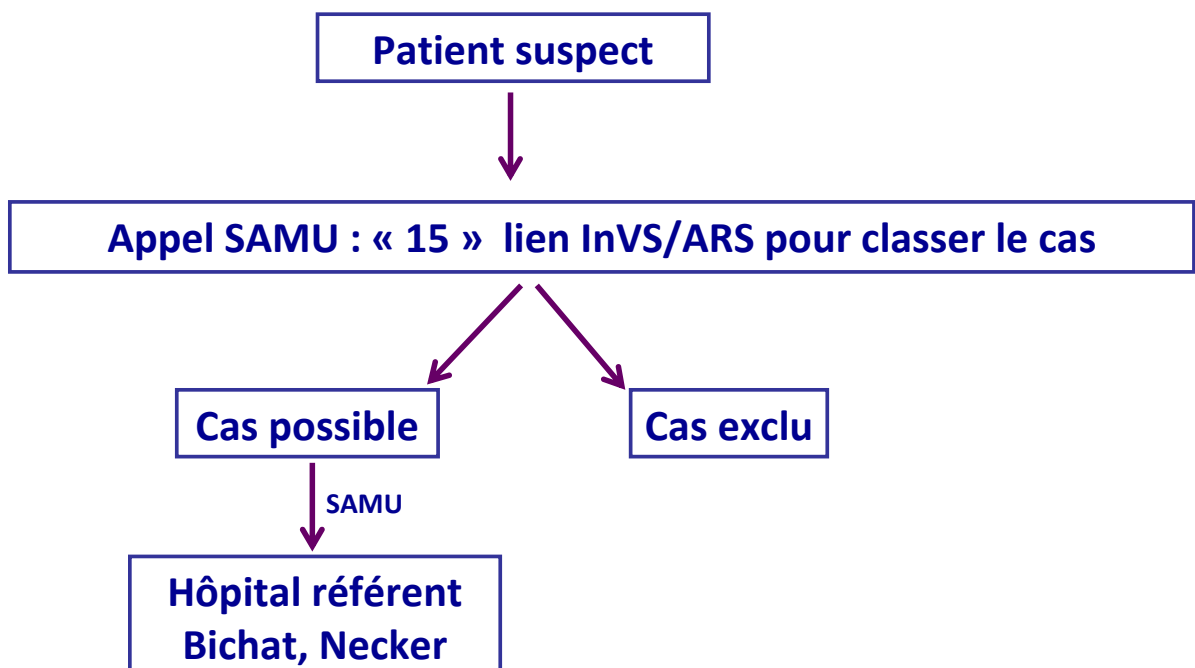 Patient suspect
Appel SAMU : « 15 »  lien InVS/ARS pour classer le cas
Cas possible
Cas exclu
SAMU
Hôpital référent
Bichat, Necker